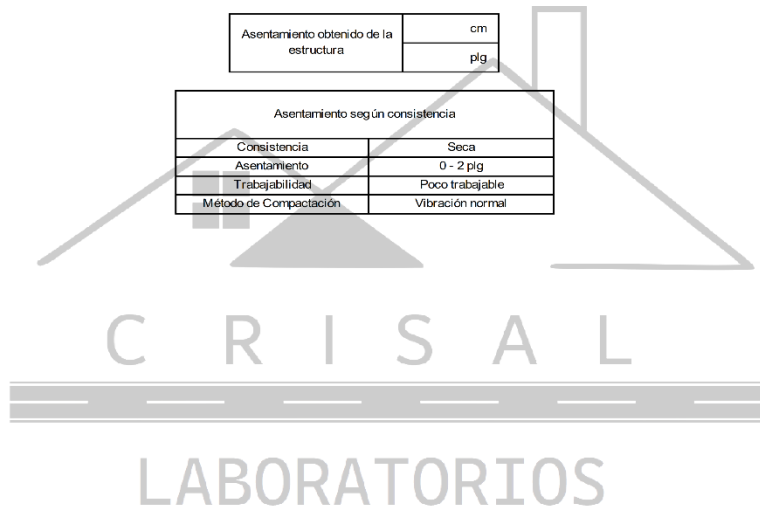 Asentamiento obtenido de la estructura
cm
plg
Asentamiento según consistencia
Consistencia Seca
Asentamiento 0 - 2 plg
Trabajabilidad Poco trabajable
Método de Compactación Vibración normal
CRISAL
LABORATORIOS